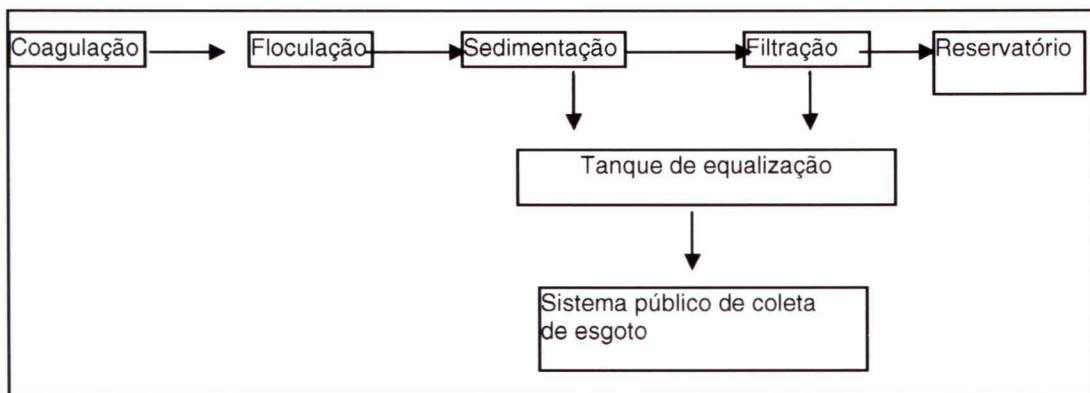 Coagulação
Floculação
Sedimentação
Filtração
Reservatório
Tanque de equalização
Sistema público de coleta
de esgoto